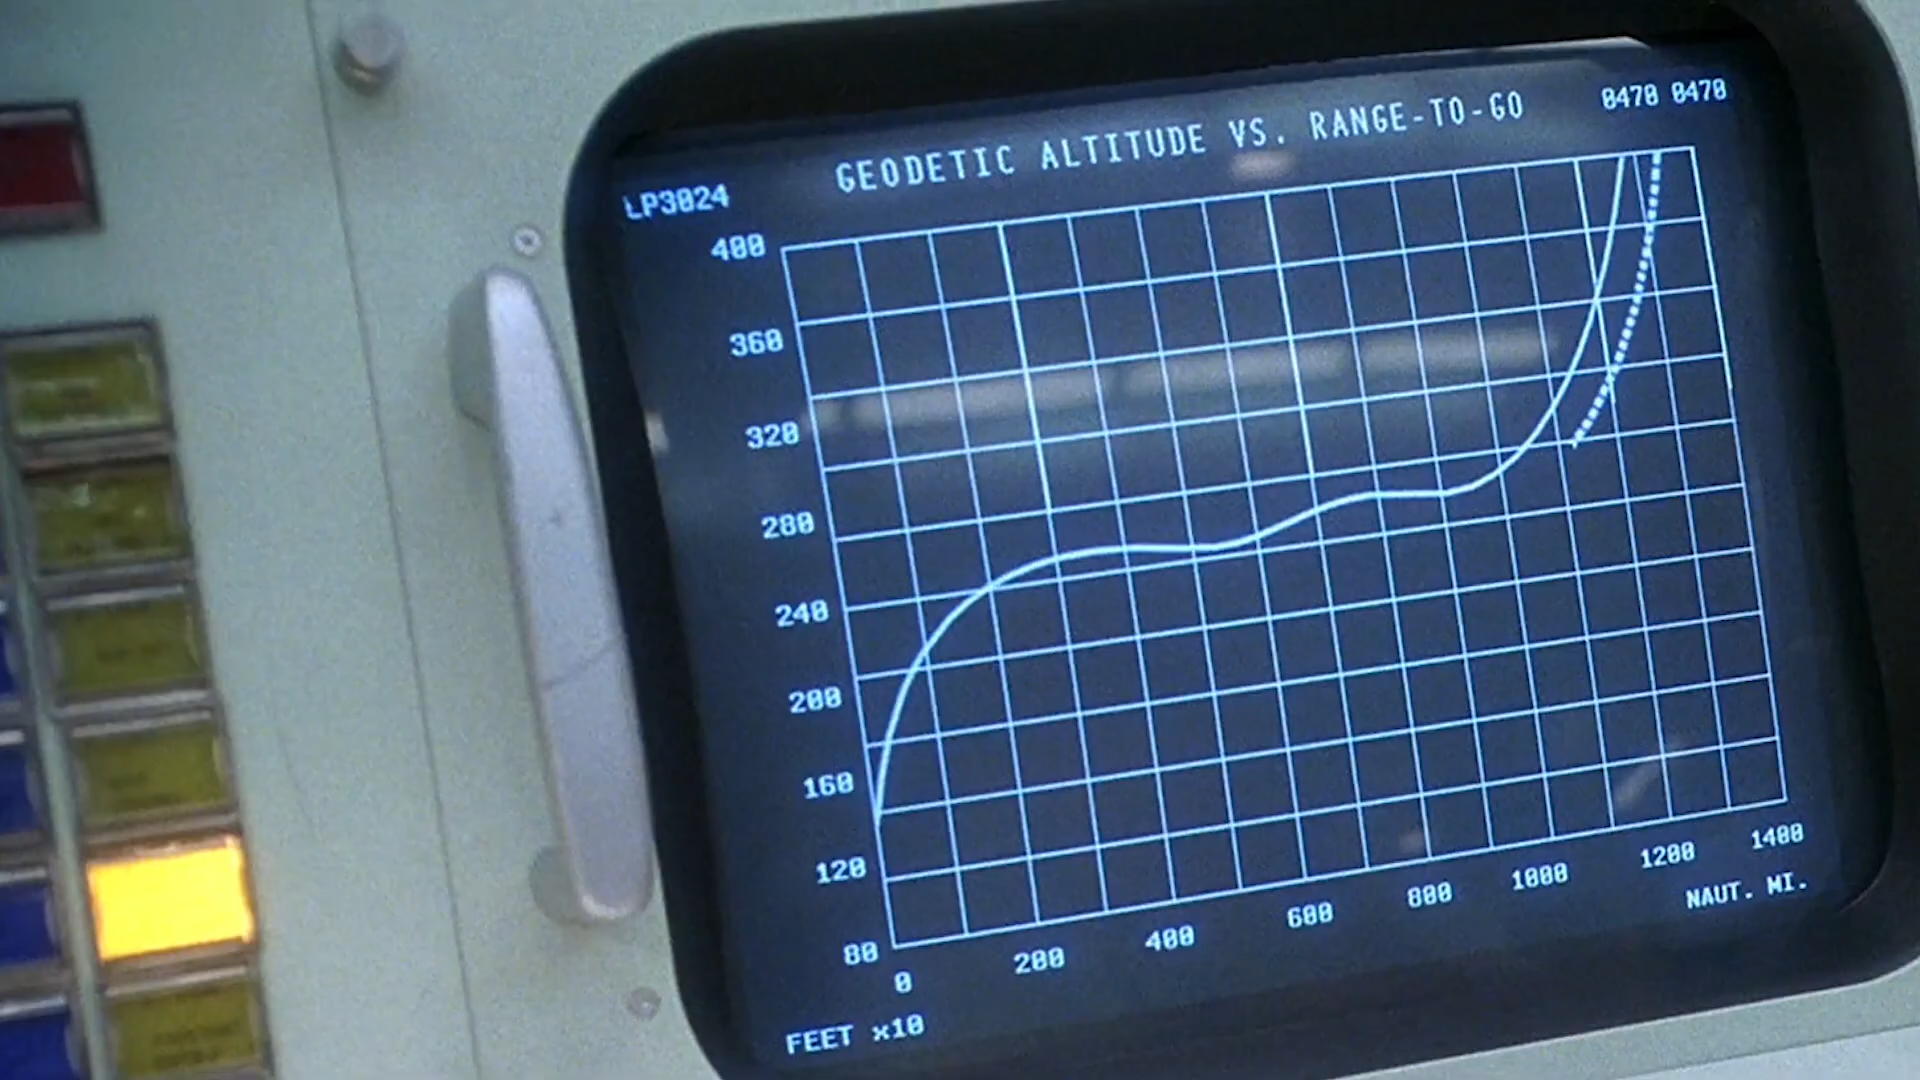 0470 0470
GEODETIC ALTITUDE VS. RANGE-TO-GO
LP3024
400
360
320
280
240
200
160
120
80
0 200 400 600 800 1000 1200 1400
NAUT. MI.
FEET x10